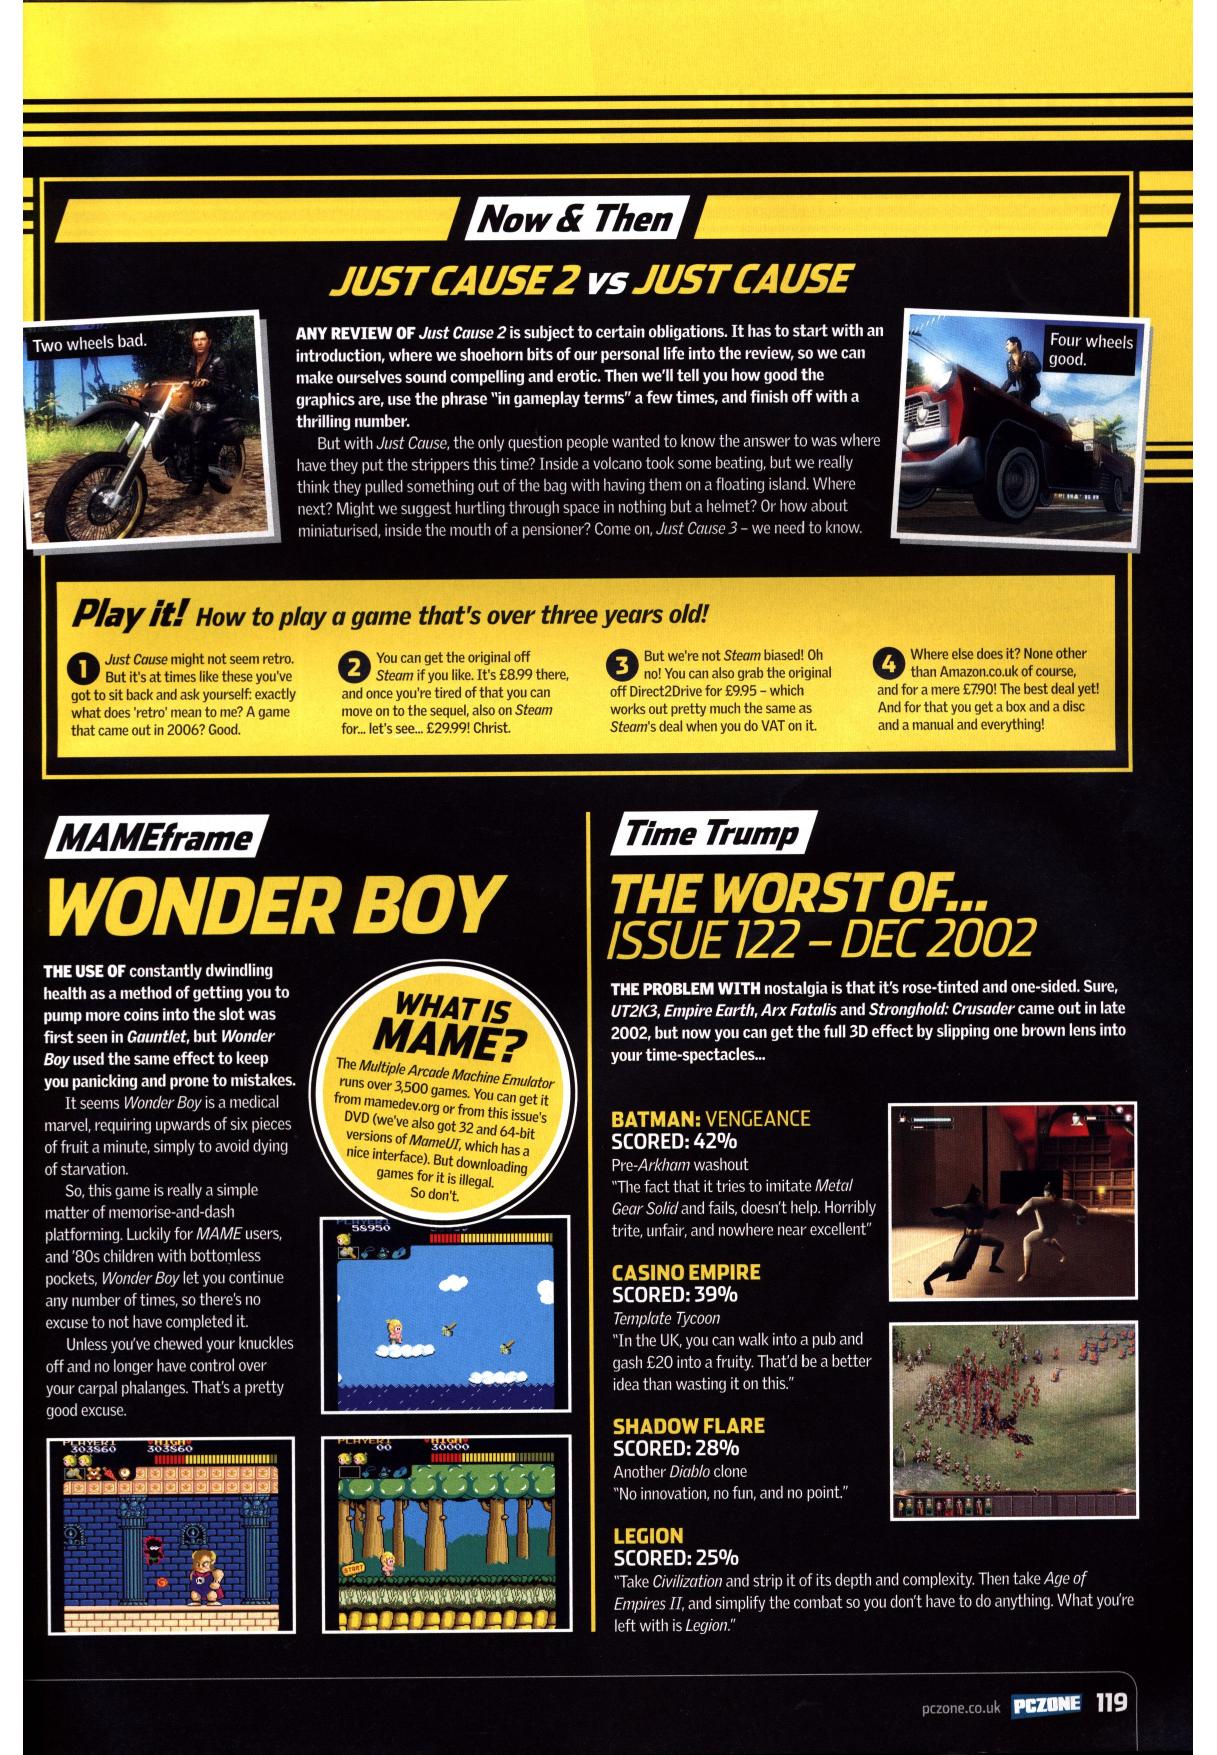 Now & Then
JUST CAUSE 2 vs JUST CAUSE
Two wheels bad.
ANY REVIEW OF Just Cause 2 is subject to certain obligations. It has to start with an
introduction, where we shoehorn bits of our personal life into the review, so we can
make ourselves sound compelling and erotic. Then we'll tell you how good the
graphics are, use the phrase "in gameplay terms" a few times, and finish off with a
thrilling number.
But with Just Cause, the only question people wanted to know the answer to was where
have they put the strippers this time? Inside a volcano took some beating, but we really
think they pulled something out of the bag with having them on a floating island. Where
next? Might we suggest hurtling through space in nothing but a helmet? Or how about
miniaturised, inside the mouth of a pensioner? Come on, Just Cause 3 – we need to know.
Four wheels
good.
Play it! How to play a game that's over three years old!
1 Just Cause might not seem retro.
But it's at times like these you've
got to sit back and ask yourself: exactly
what does 'retro' mean to me? A game
that came out in 2006? Good.
2 You can get the original off
Steam if you like. It's £8.99 there,
and once you're tired of that you can
move on to the sequel, also on Steam
for... let's see... £29.99! Christ.
3 But we're not Steam biased! Oh
no! You can also grab the original
off Direct2Drive for £9.95 – which
works out pretty much the same as
Steam's deal when you do VAT on it.
4 Where else does it? None other
than Amazon.co.uk of course,
and for a mere £7.90! The best deal yet!
And for that you get a box and a disc
and a manual and everything!
MAMEframe
WONDER BOY
THE USE OF constantly dwindling
health as a method of getting you to
pump more coins into the slot was
first seen in Gauntlet, but Wonder
Boy used the same effect to keep
you panicking and prone to mistakes.
It seems Wonder Boy is a medical
marvel, requiring upwards of six pieces
of fruit a minute, simply to avoid dying
of starvation.
So, this game is really a simple
matter of memorise-and-dash
platforming. Luckily for MAME users,
and '80s children with bottomless
pockets, Wonder Boy let you continue
any number of times, so there's no
excuse to not have completed it.
Unless you've chewed your knuckles
off and no longer have control over
your carpal phalanges. That's a pretty
good excuse.
WHAT IS
MAME?
The Multiple Arcade Machine Emulator
runs over 3,500 games. You can get it
from mamedev.org or from this issue's
DVD (we've also got 32 and 64-bit
versions of MameUI, which has a
nice interface). But downloading
games for it is illegal.
So don't.
PLAYER1
58950
PLAYER1 HIGH
303860 303860
PLAYER1 HIGH
00 30000
START
Time Trump
THE WORST OF...
ISSUE 122 – DEC 2002
THE PROBLEM WITH nostalgia is that it's rose-tinted and one-sided. Sure,
UT2K3, Empire Earth, Arx Fatalis and Stronghold: Crusader came out in late
2002, but now you can get the full 3D effect by slipping one brown lens into
your time-spectacles...
BATMAN: VENGEANCE
SCORED: 42%
Pre-Arkham washout
"The fact that it tries to imitate Metal
Gear Solid and fails, doesn't help. Horribly
trite, unfair, and nowhere near excellent"
CASINO EMPIRE
SCORED: 39%
Template Tycoon
"In the UK, you can walk into a pub and
gash £20 into a fruity. That'd be a better
idea than wasting it on this."
SHADOW FLARE
SCORED: 28%
Another Diablo clone
"No innovation, no fun, and no point."
LEGION
SCORED: 25%
"Take Civilization and strip it of its depth and complexity. Then take Age of
Empires II, and simplify the combat so you don't have to do anything. What you're
left with is Legion."
pczone.co.uk PCZONE 119